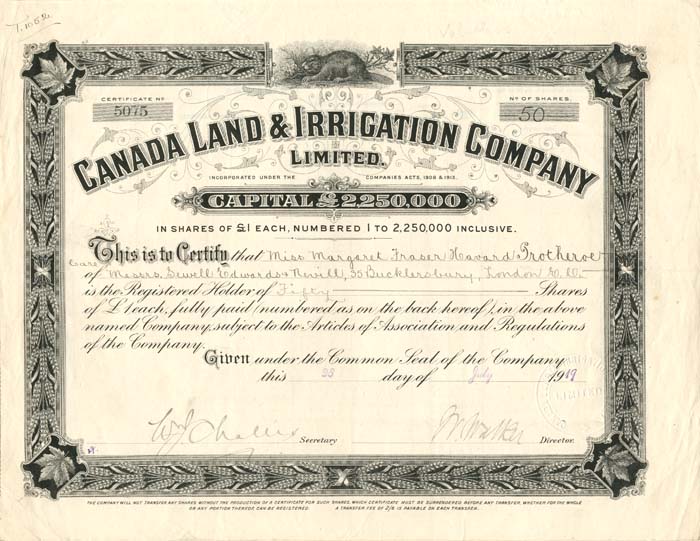 CERTIFICATE Nº
5075
Nº OF SHARES.
50
CANADA LAND & IRRIGATION COMPANY
LIMITED.
INCORPORATED UNDER THE COMPANIES ACTS, 1908 & 1913.
CAPITAL £2,250,000
IN SHARES OF £1 EACH, NUMBERED 1 TO 2,250,000 INCLUSIVE.
This is to Certify that Miss Margaret Fraser Havard Protheroe
Care
of Messrs. Sewell Edwards & Nevill, 35 Bucklersbury, London E.C.
is the Registered Holder of Fifty Shares
of £1 each, fully paid (numbered as on the back hereof), in the above
named Company, subject to the Articles of Association and Regulations
of the Company.
Given under the Common Seal of the Company
this 23 day of July 1919
Secretary
Director.
THE COMPANY WILL NOT TRANSFER ANY SHARES WITHOUT THE PRODUCTION OF A CERTIFICATE FOR SUCH SHARES, WHICH CERTIFICATE MUST BE SURRENDERED BEFORE ANY TRANSFER, WHETHER FOR THE WHOLE
OR ANY PORTION THEREOF, CAN BE REGISTERED. A TRANSFER FEE OF 2/6 IS PAYABLE ON EACH TRANSFER.